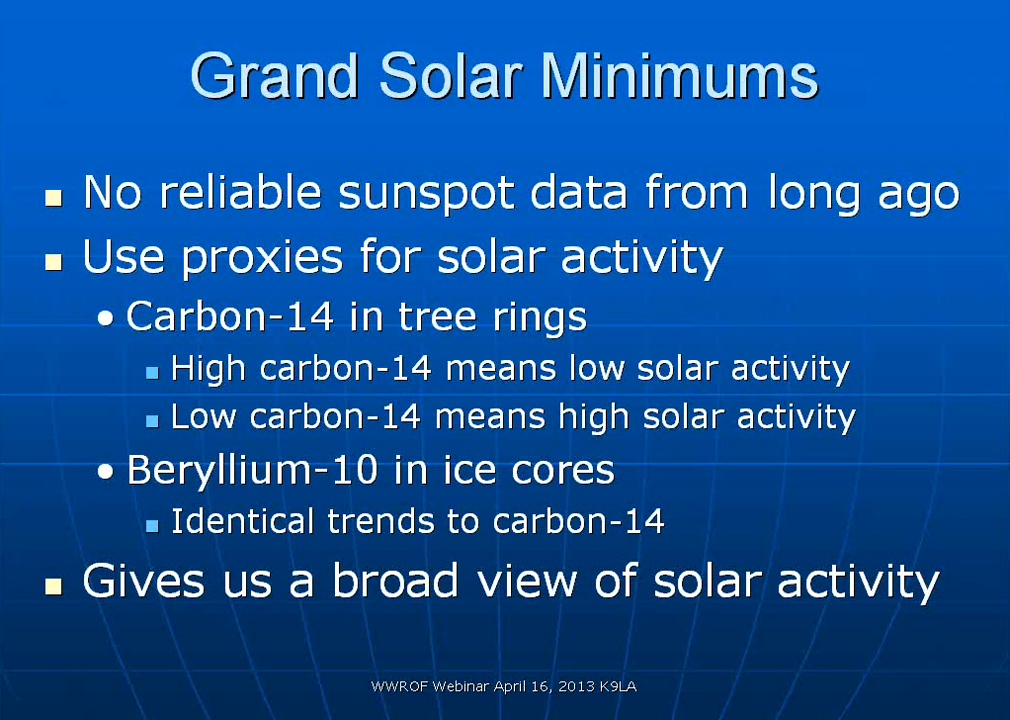 Grand Solar Minimums
No reliable sunspot data from long ago
Use proxies for solar activity
Carbon-14 in tree rings
High carbon-14 means low solar activity
Low carbon-14 means high solar activity
Beryllium-10 in ice cores
Identical trends to carbon-14
Gives us a broad view of solar activity
WWROF Webinar April 16, 2013 K9LA